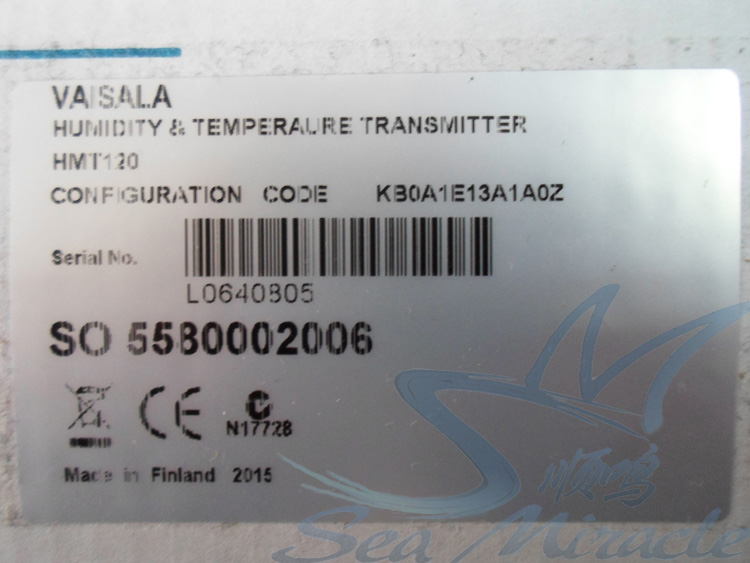 VAISALA
HUMIDITY & TEMPERAURE TRANSMITTER
HMT120
CONFIGURATION CODE KB0A1E13A1A0Z
Serial No.
L0640805
SO 5580002006
CE
N17728
Made in Finland 2015
Sea Miracle